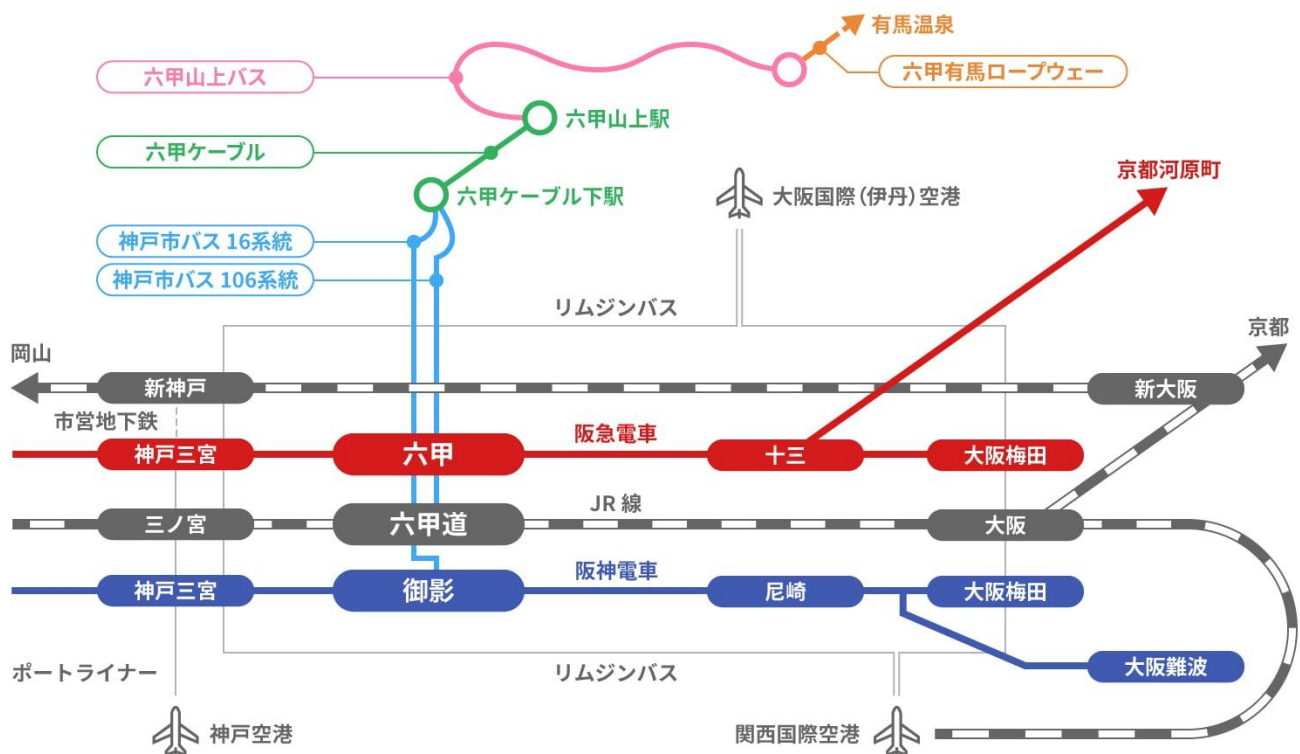 有馬温泉
六甲山上バス
六甲有馬ロープウェー
六甲山上駅
六甲ケーブル
京都河原町
六甲ケーブル下駅
大阪国際(伊丹)空港
神戸市バス 16系統
神戸市バス 106系統
リムジンバス
京都
岡山
新神戸
新大阪
市営地下鉄
阪急電車
神戸三宮
六甲
十三
大阪梅田
JR 線
三ノ宮
六甲道
大阪
阪神電車
神戸三宮
御影
尼崎
大阪梅田
ポートライナー
リムジンバス
大阪難波
神戸空港
関西国際空港